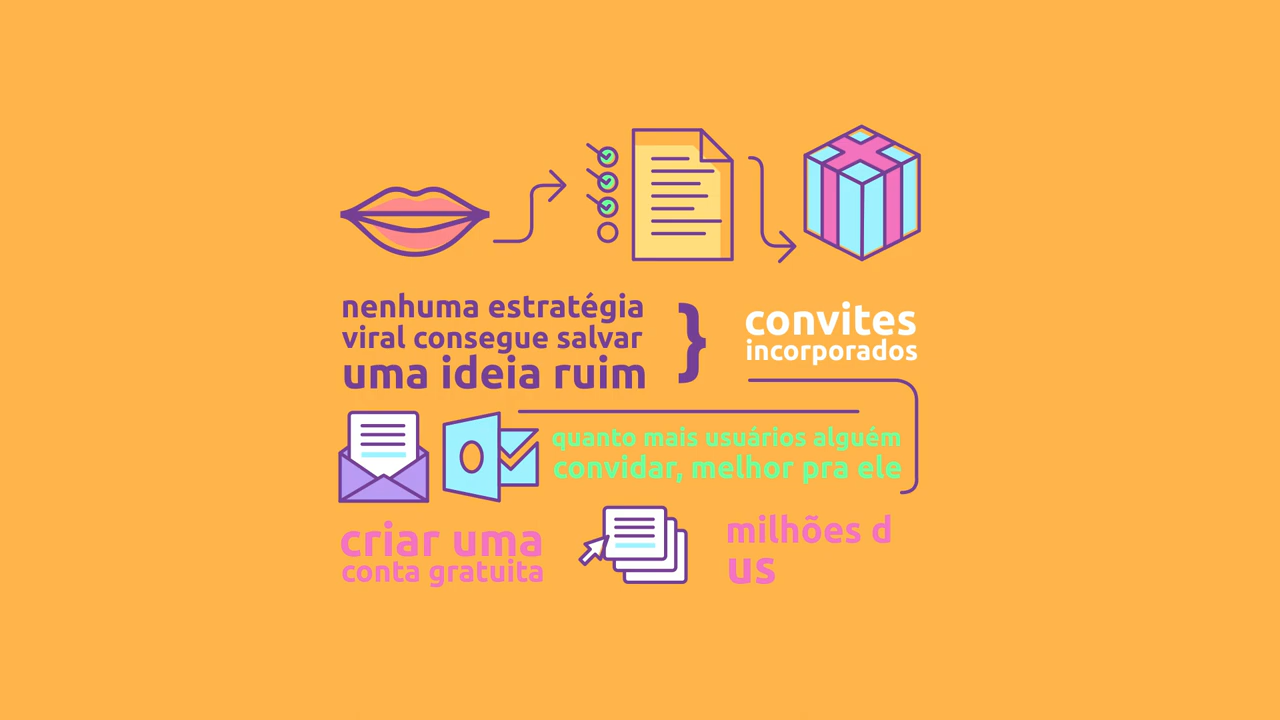 nenhuma estratégia
viral consegue salvar
uma ideia ruim
}
convites
incorporados
quanto mais usuários alguém
convidar, melhor pra ele
criar uma
conta gratuita
milhões d
us